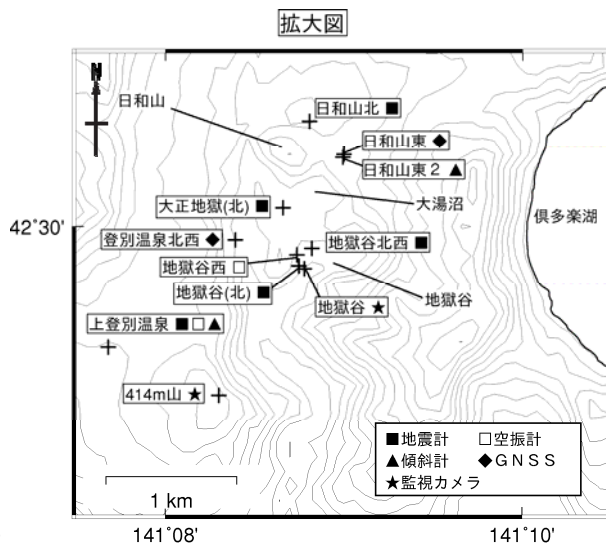 拡大図
N
日和山
日和山北 ■
日和山東 ◆
日和山東２ ▲
大正地獄(北) ■
大湯沼
倶多楽湖
42˚30'
登別温泉北西 ◆
地獄谷北西 ■
地獄谷西 □
地獄谷(北) ■
地獄谷 ★
地獄谷
上登別温泉 ■□▲
414m山 ★
■地震計 □空振計
▲傾斜計 ◆ＧＮＳＳ
★監視カメラ
1 km
141˚08' 141˚10'